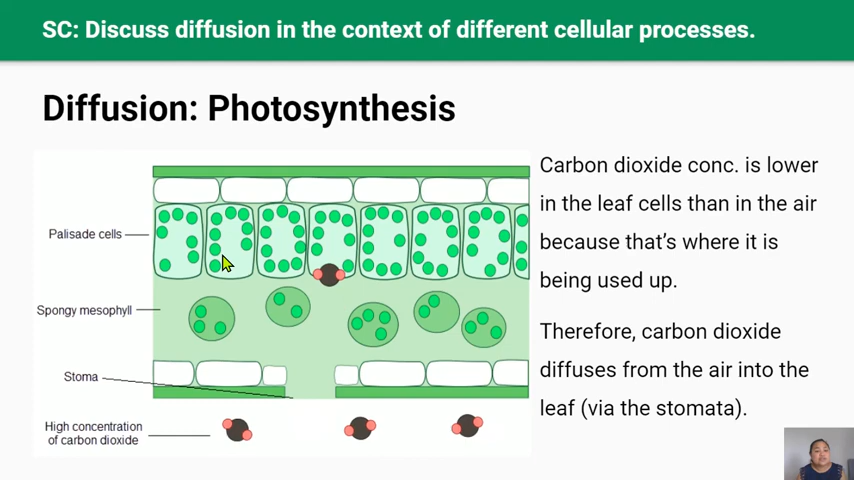 SC: Discuss diffusion in the context of different cellular processes.
Diffusion: Photosynthesis
Palisade cells
Spongy mesophyll
Stoma
High concentration
of carbon dioxide
Carbon dioxide conc. is lower
in the leaf cells than in the air
because that's where it is
being used up.
Therefore, carbon dioxide
diffuses from the air into the
leaf (via the stomata).